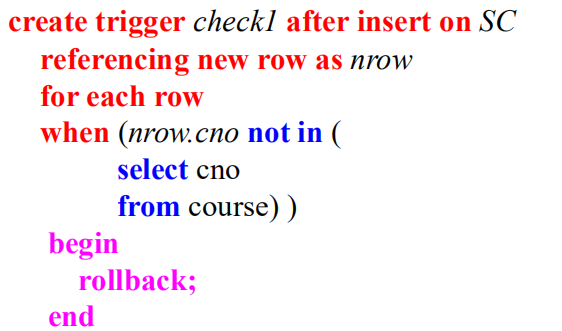 create trigger check1 after insert on SC
referencing new row as nrow
for each row
when (nrow.cno not in (
select cno
from course) )
begin
rollback;
end